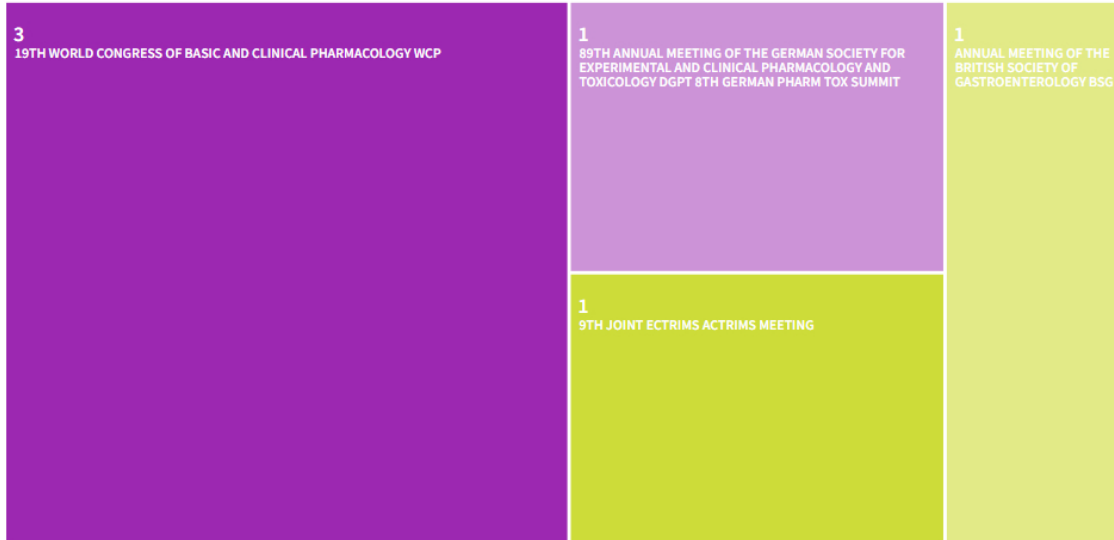 3
19TH WORLD CONGRESS OF BASIC AND CLINICAL PHARMACOLOGY WCP
1
89TH ANNUAL MEETING OF THE GERMAN SOCIETY FOR
EXPERIMENTAL AND CLINICAL PHARMACOLOGY AND
TOXICOLOGY DGPT 8TH GERMAN PHARM TOX SUMMIT
1
9TH JOINT ECTRIMS ACTRIMS MEETING
1
ANNUAL MEETING OF THE
BRITISH SOCIETY OF
GASTROENTEROLOGY BSG